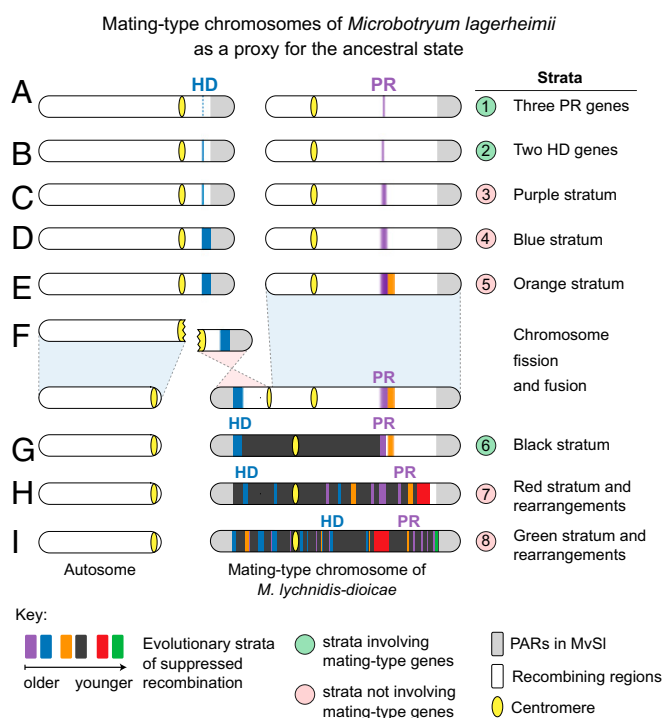 Mating-type chromosomes of Microbotryum lagerheimii
as a proxy for the ancestral state
HD PR Strata
A 1 Three PR genes
B 2 Two HD genes
C 3 Purple stratum
D 4 Blue stratum
E 5 Orange stratum
F Chromosome
fission
and fusion
PR
HD PR
G 6 Black stratum
HD PR
H 7 Red stratum and
rearrangements
HD PR
I 8 Green stratum and
rearrangements
Autosome Mating-type chromosome of
M. lychnidis-dioicae
Key:
Evolutionary strata
of suppressed
recombination
older younger
strata involving
mating-type genes
strata not involving
mating-type genes
PARs in MvSl
Recombining regions
Centromere